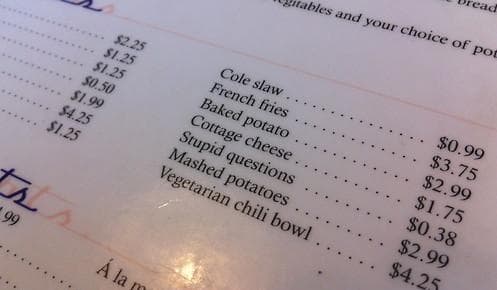 bread
and your choice of
$2.25
$1.25
$1.25
$0.50
$1.99
$4.25
$1.25
Cole slaw . . . . . . . . . . . . $0.99
French fries . . . . . . . . . . . . $3.75
Baked potato . . . . . . . . . . . . $2.99
Cottage cheese . . . . . . . . . . . . $1.75
Stupid questions . . . . . . . . . . . . $0.38
Mashed potatoes . . . . . . . . . . . . $2.99
Vegetarian chili bowl . . . . . . $4.25
.99
Á la